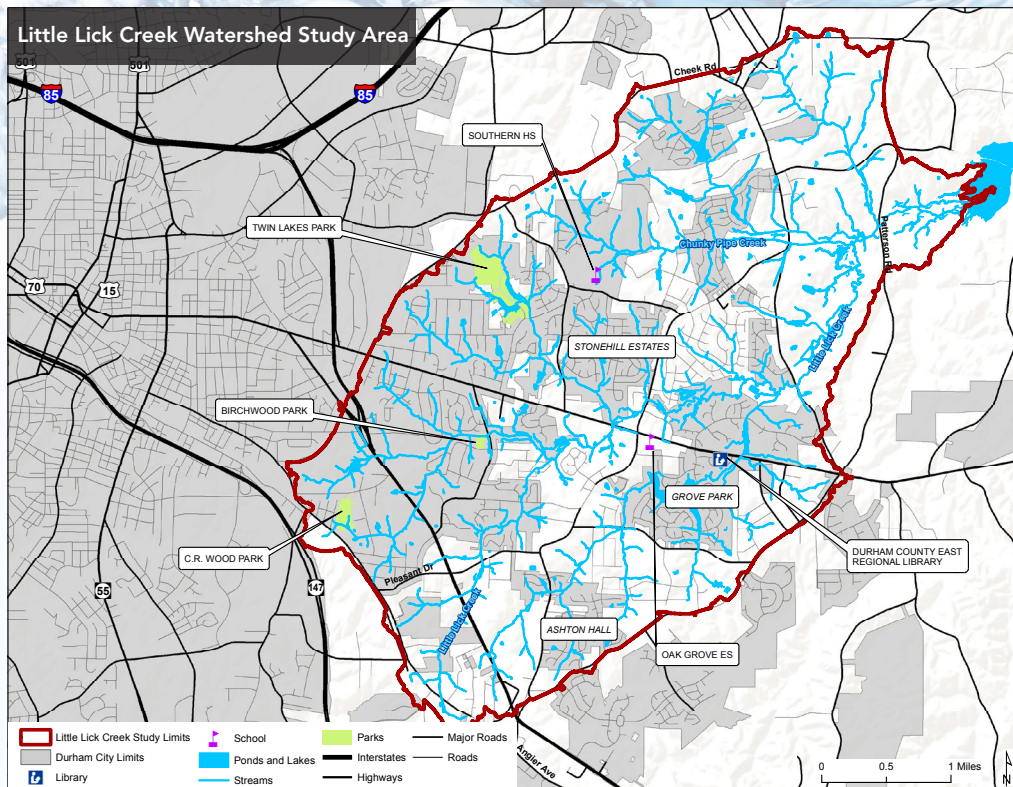 Little Lick Creek Watershed Study Area
501
501
85
85
Cheek Rd
SOUTHERN HS
TWIN LAKES PARK
Chunky Pipe Creek
Patterson Rd
70
15
STONEHILL ESTATES
Little Lick Creek
BIRCHWOOD PARK
GROVE PARK
C.R. WOOD PARK
DURHAM COUNTY EAST
REGIONAL LIBRARY
Pleasant Dr
55
147
Little Lick Creek
ASHTON HALL
OAK GROVE ES
Angier Ave
Little Lick Creek Study Limits
Durham City Limits
Library
School
Ponds and Lakes
Streams
Parks
Interstates
Highways
Major Roads
Roads
0 0.5 1 Miles
N